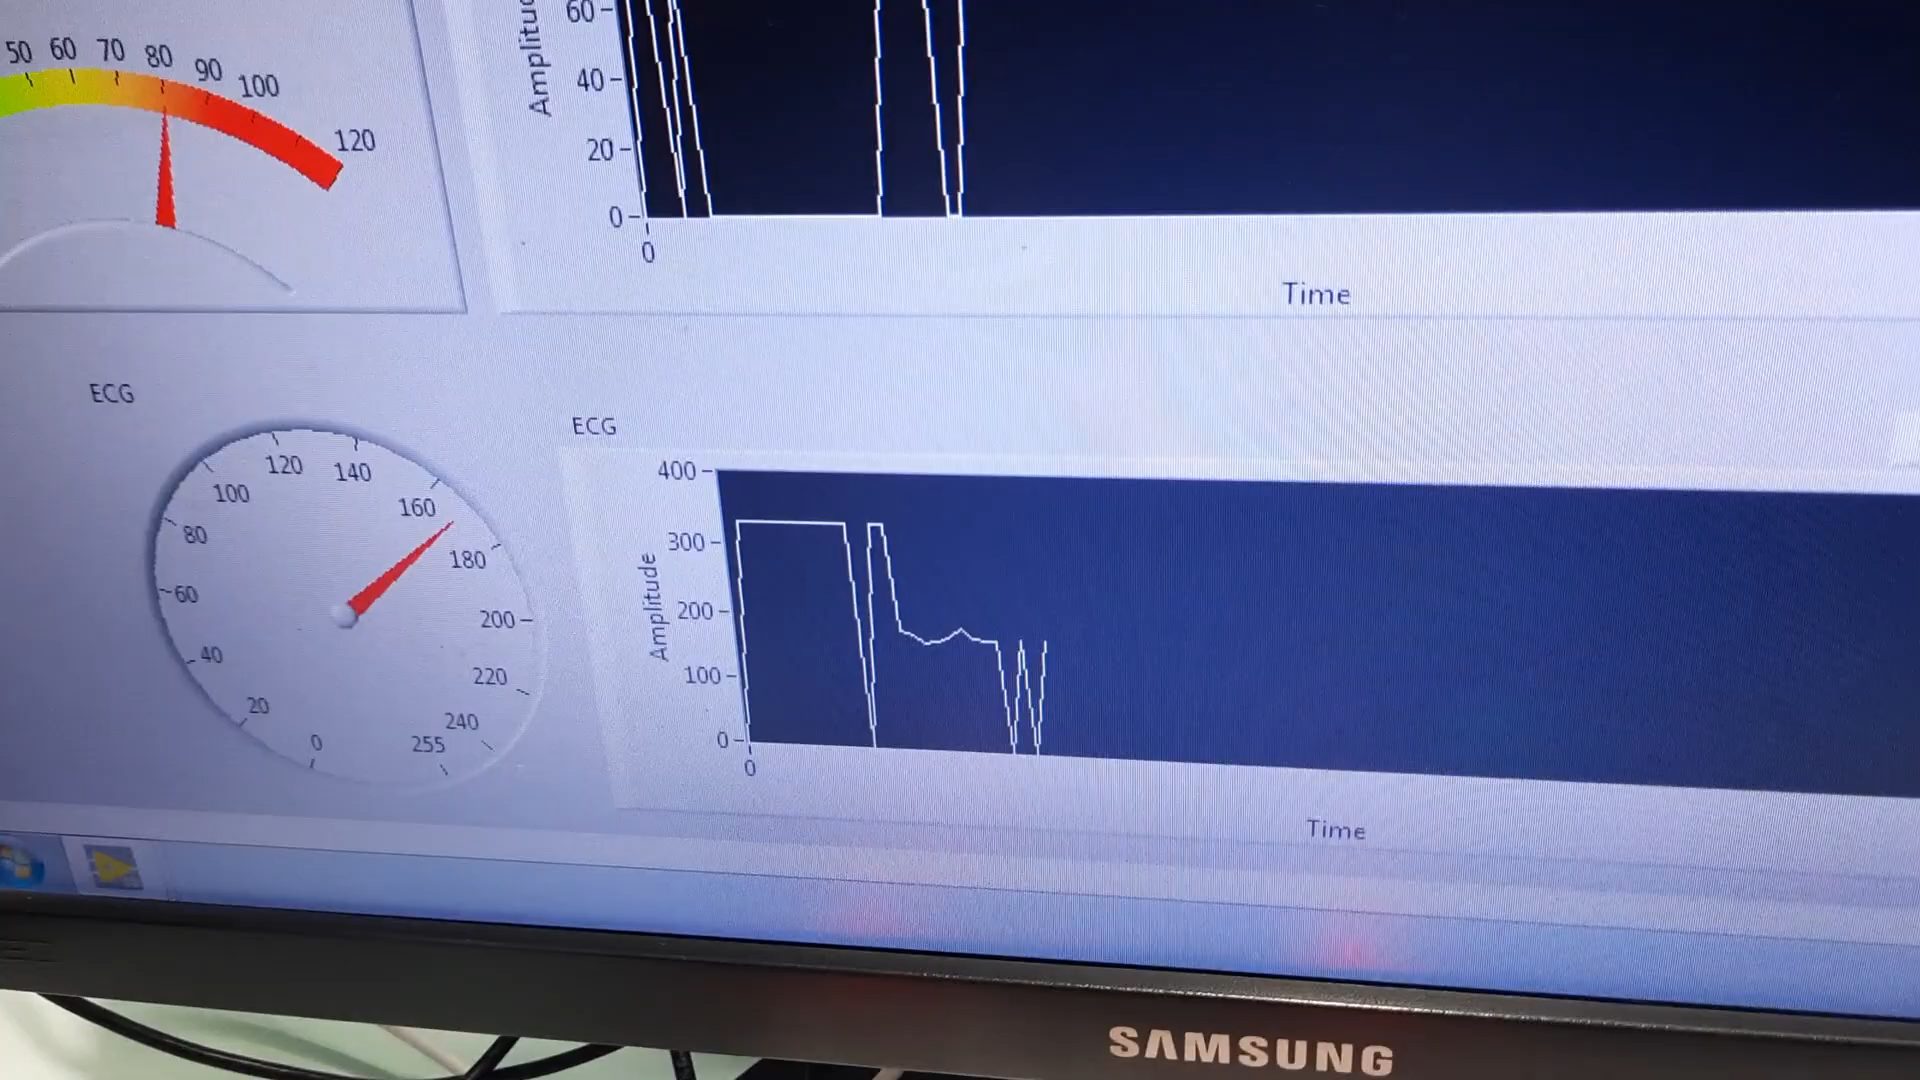 50 60 70 80 90 100 120
60
40
20
0
0
Time
ECG
0 20 40 60 80 100 120 140 160 180 200 220 240 255
ECG
Amplitude
400
300
200
100
0
0
Time
SAMSUNG